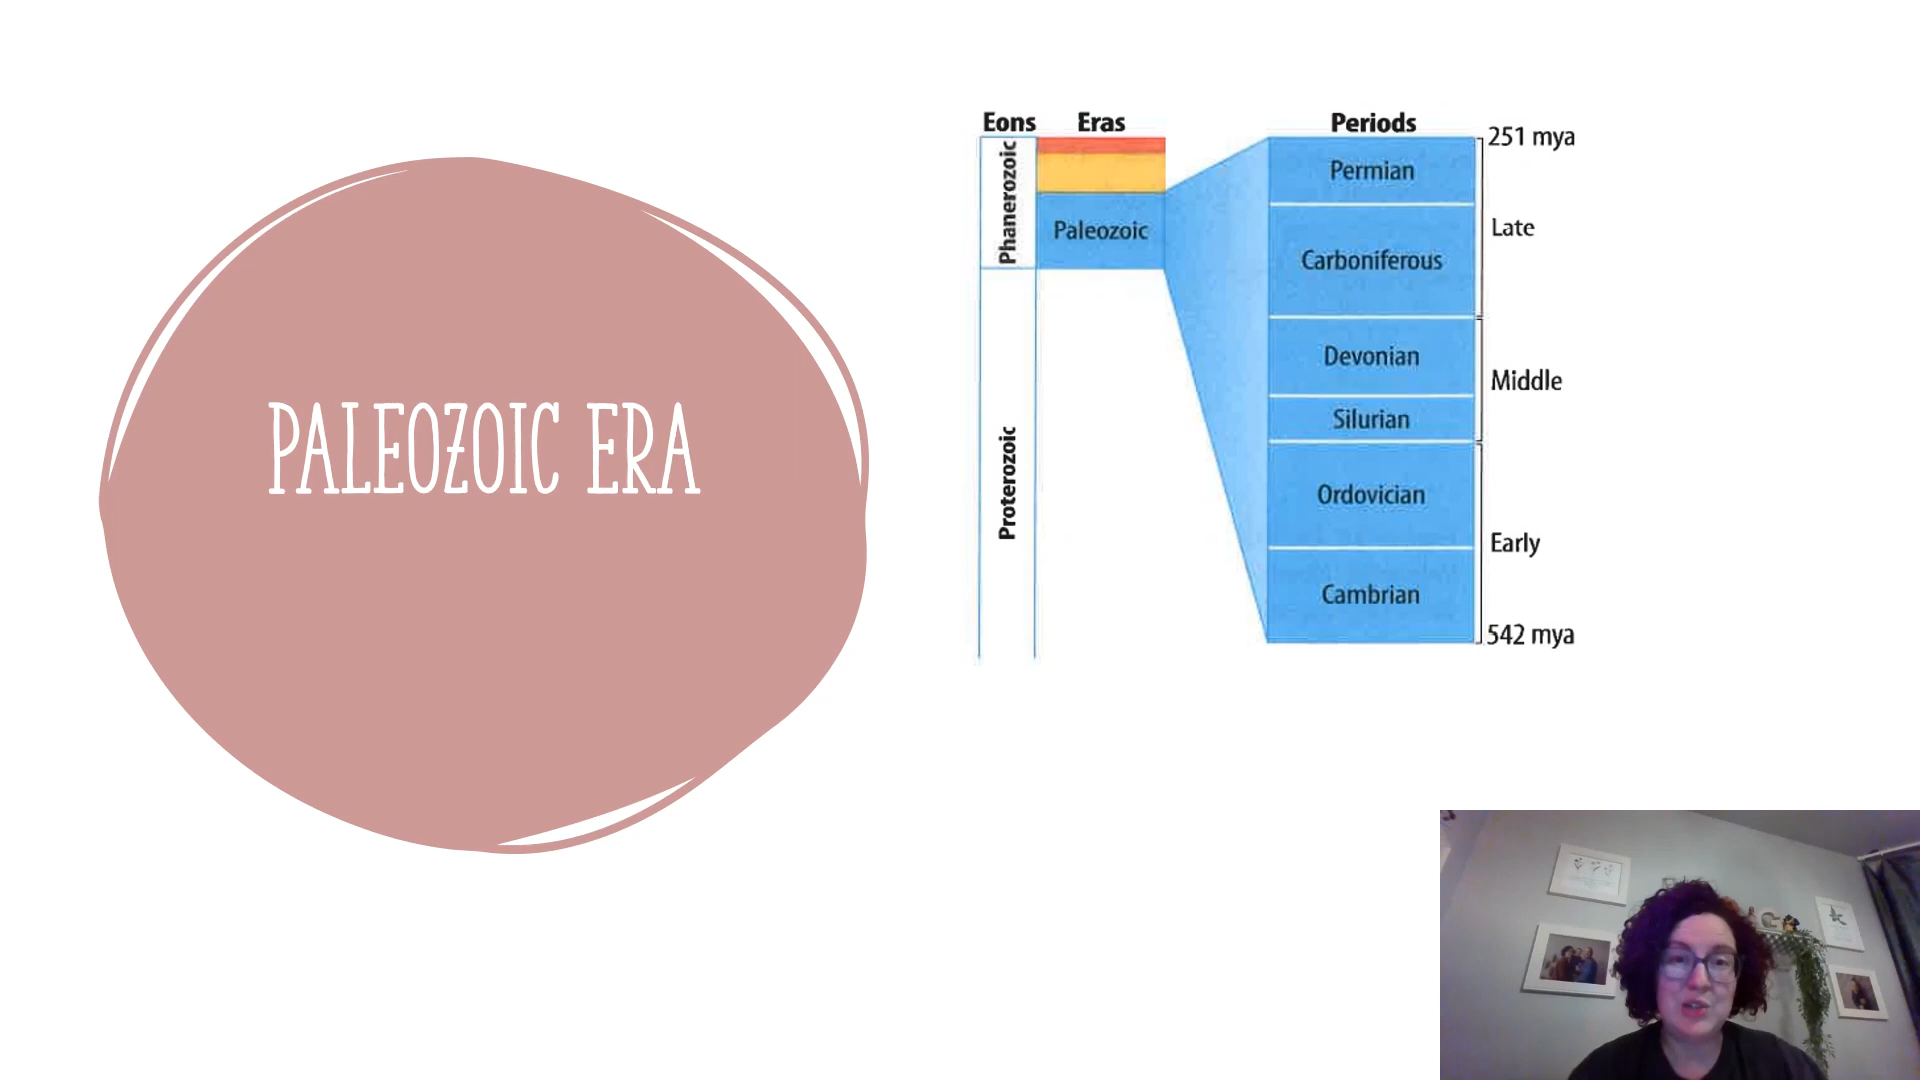 PALEOZOIC ERA
Eons Eras Periods
Phanerozoic
Proterozoic
Paleozoic
Permian
Carboniferous
Devonian
Silurian
Ordovician
Cambrian
251 mya
Late
Middle
Early
542 mya